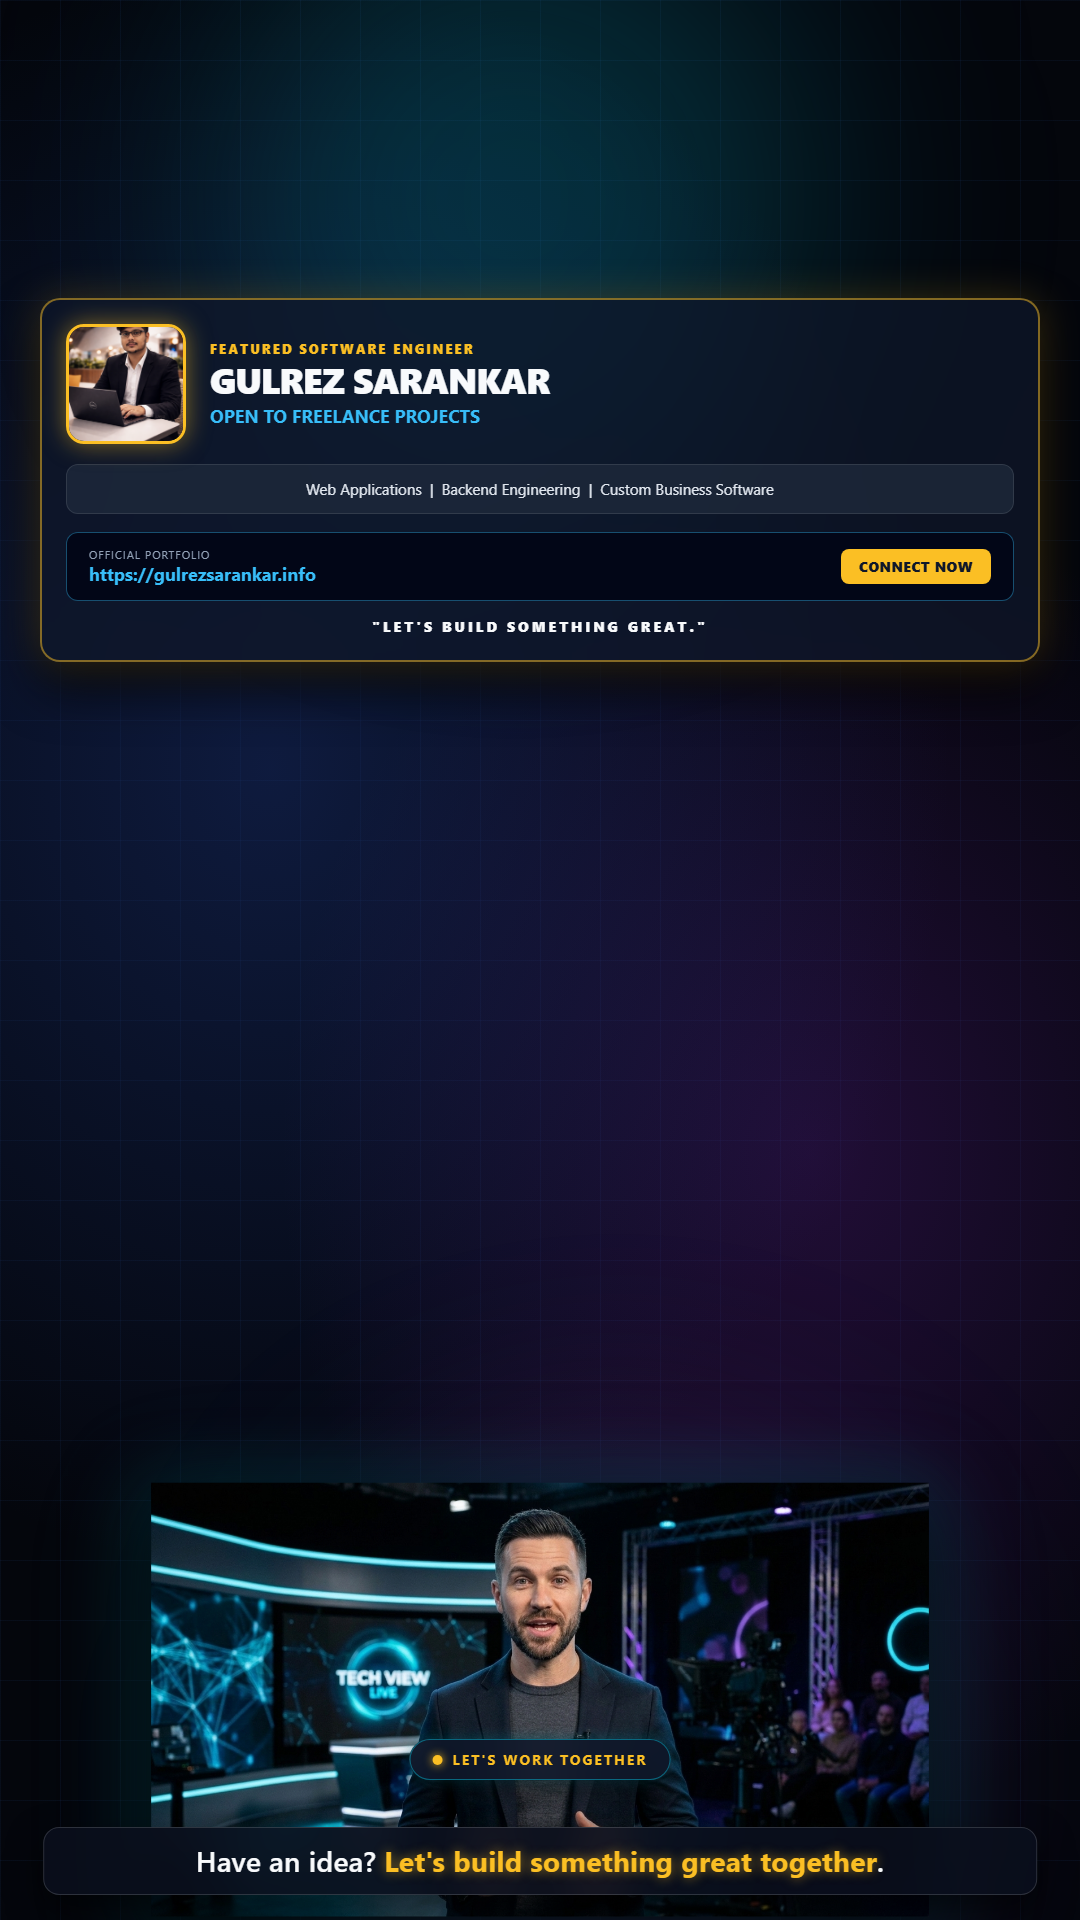 FEATURED SOFTWARE ENGINEER
GULREZ SARANKAR
OPEN TO FREELANCE PROJECTS
Web Applications | Backend Engineering | Custom Business Software
OFFICIAL PORTFOLIO
https://gulrezsarankar.info
CONNECT NOW
"LET'S BUILD SOMETHING GREAT."
TECH VIEW
LIVE
LET'S WORK TOGETHER
Have an idea? Let's build something great together.